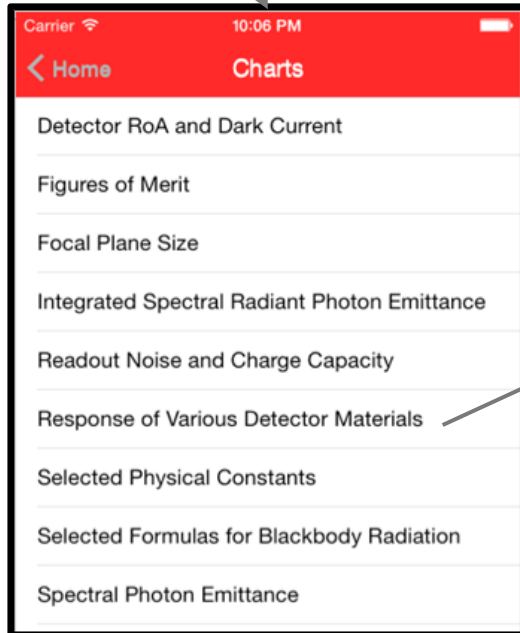 Carrier 10:06 PM
Home Charts
Detector RoA and Dark Current
Figures of Merit
Focal Plane Size
Integrated Spectral Radiant Photon Emittance
Readout Noise and Charge Capacity
Response of Various Detector Materials
Selected Physical Constants
Selected Formulas for Blackbody Radiation
Spectral Photon Emittance